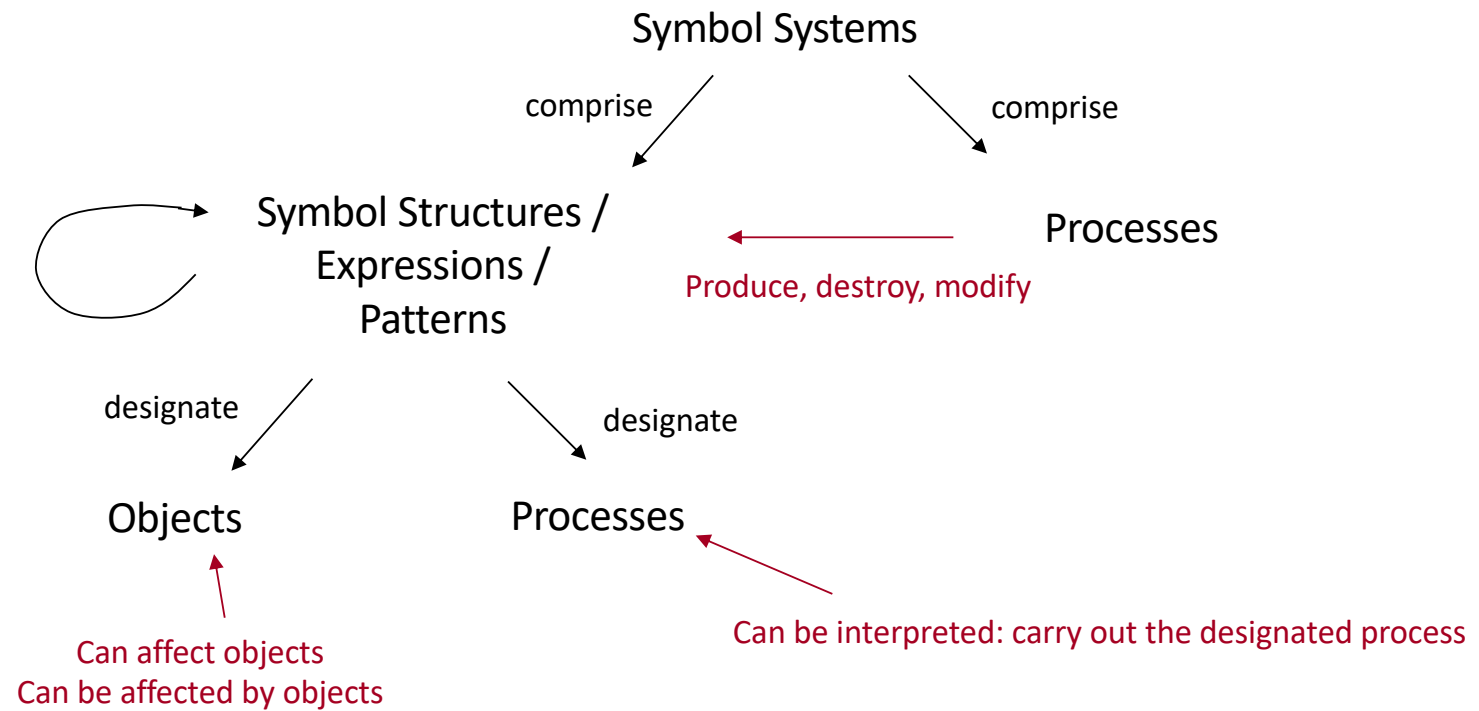 Symbol Systems
comprise
comprise
Symbol Structures /
Expressions /
Patterns
Processes
Produce, destroy, modify
designate
designate
Objects
Processes
Can affect objects
Can be affected by objects
Can be interpreted: carry out the designated process